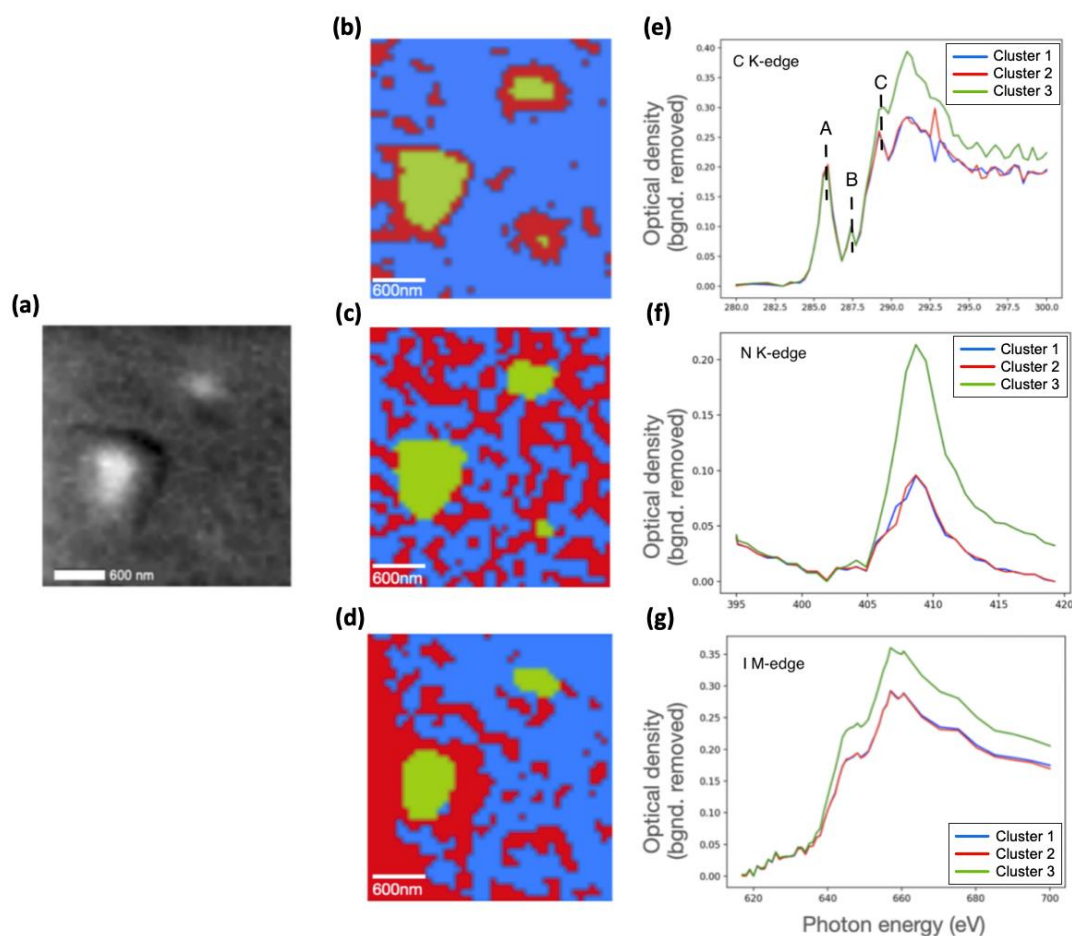 (a)
600 nm
(b)
600nm
(c)
600nm
(d)
600nm
(e)
C K-edge
A
B
C
Cluster 1
Cluster 2
Cluster 3
Optical density
(bgnd. removed)
0.40
0.35
0.30
0.25
0.20
0.15
0.10
0.05
0.00
280.0 282.5 285.0 287.5 290.0 292.5 295.0 297.5 300.0
(f)
N K-edge
Cluster 1
Cluster 2
Cluster 3
Optical density
(bgnd. removed)
0.20
0.15
0.10
0.05
0.00
395 400 405 410 415 420
(g)
I M-edge
Cluster 1
Cluster 2
Cluster 3
Optical density
(bgnd. removed)
0.35
0.30
0.25
0.20
0.15
0.10
0.05
0.00
620 640 660 680 700
Photon energy (eV)